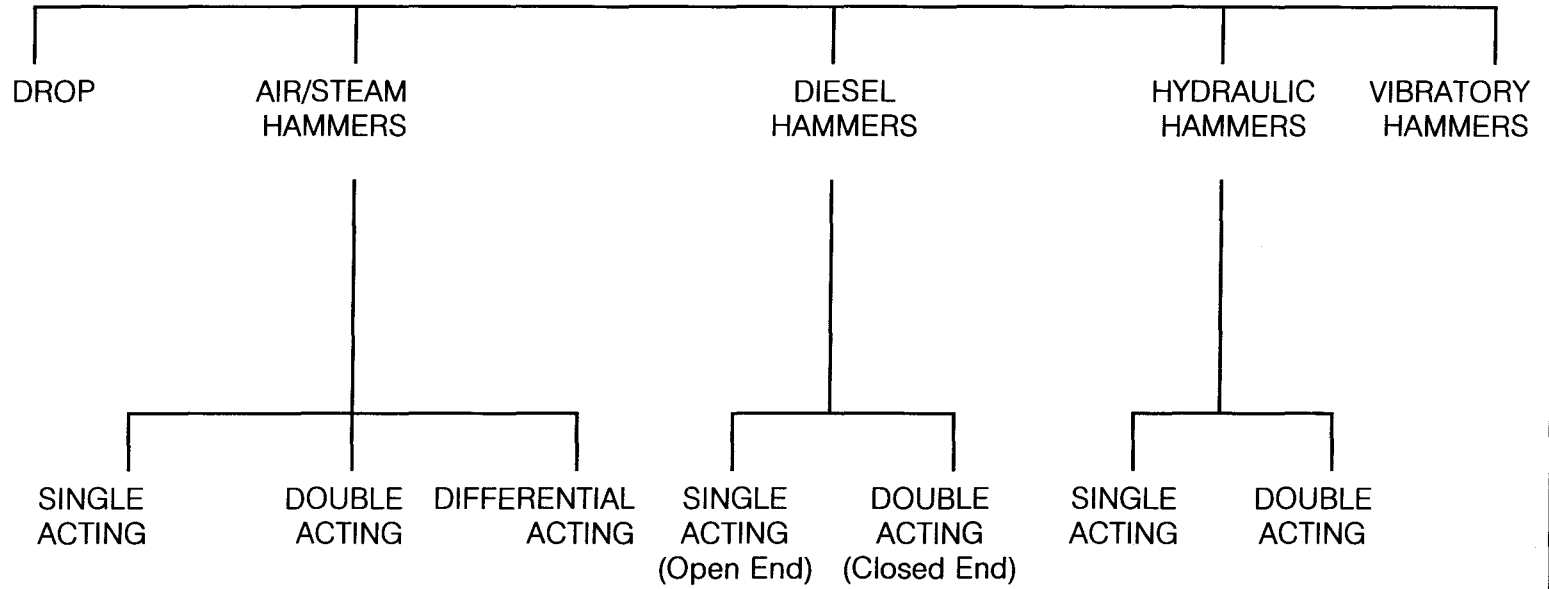 DROP
AIR/STEAM
HAMMERS
DIESEL
HAMMERS
HYDRAULIC
HAMMERS
VIBRATORY
HAMMERS
SINGLE
ACTING
DOUBLE
ACTING
DIFFERENTIAL
ACTING
SINGLE
ACTING
(Open End)
DOUBLE
ACTING
(Closed End)
SINGLE
ACTING
DOUBLE
ACTING